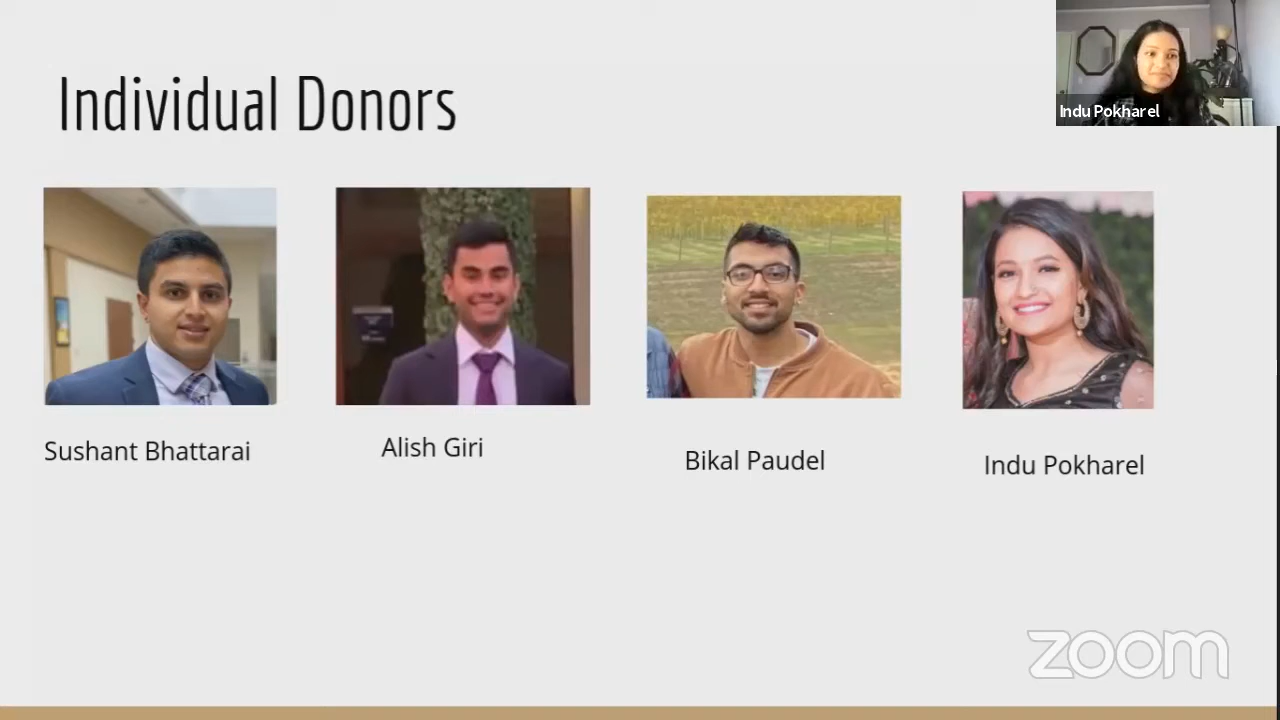 Individual Donors
Indu Pokharel
Sushant Bhattarai
Alish Giri
Bikal Paudel
Indu Pokharel
zoom